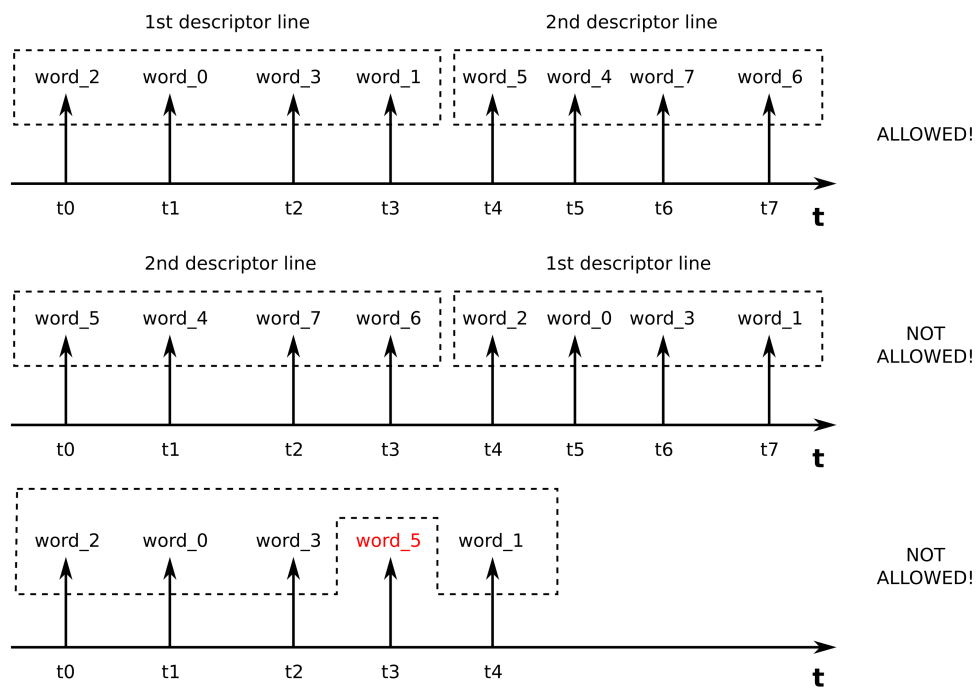 1st descriptor line 2nd descriptor line
word_2 word_0 word_3 word_1 word_5 word_4 word_7 word_6
ALLOWED!
t0 t1 t2 t3 t4 t5 t6 t7 t
2nd descriptor line 1st descriptor line
word_5 word_4 word_7 word_6 word_2 word_0 word_3 word_1
NOT
ALLOWED!
t0 t1 t2 t3 t4 t5 t6 t7 t
word_2 word_0 word_3 word_5 word_1
NOT
ALLOWED!
t0 t1 t2 t3 t4 t